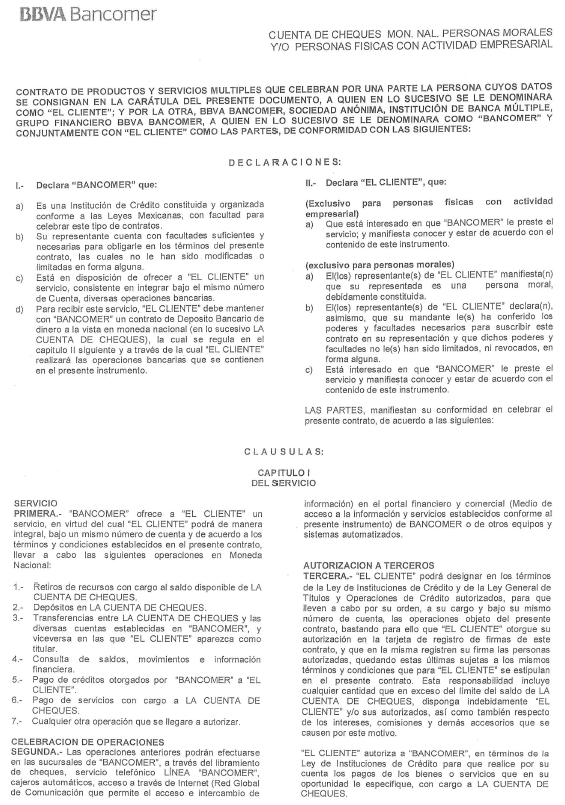 BBVA Bancomer
CUENTA DE CHEQUES MON. NAL. PERSONAS MORALES
Y/O PERSONAS FISICAS CON ACTIVIDAD EMPRESARIAL
CONTRATO DE PRODUCTOS Y SERVICIOS MULTIPLES QUE CELEBRAN POR UNA PARTE LA PERSONA CUYOS DATOS
SE CONSIGNAN EN LA CARÁTULA DEL PRESENTE DOCUMENTO, A QUIEN EN LO SUCESIVO SE LE DENOMINARA
COMO "EL CLIENTE"; Y POR LA OTRA, BBVA BANCOMER, SOCIEDAD ANÓNIMA, INSTITUCIÓN DE BANCA MÚLTIPLE,
GRUPO FINANCIERO BBVA BANCOMER, A QUIEN EN LO SUCESIVO SE LE DENOMINARA COMO "BANCOMER" Y
CONJUNTAMENTE CON "EL CLIENTE" COMO LAS PARTES, DE CONFORMIDAD CON LAS SIGUIENTES:
DECLARACIONES:
I.- Declara "BANCOMER" que:
a) Es una Institución de Crédito constituida y organizada
conforme a las Leyes Mexicanas, con facultad para
celebrar este tipo de contratos.
b) Su representante cuenta con facultades suficientes y
necesarias para obligarle en los términos del presente
contrato, las cuales no le han sido modificadas o
limitadas en forma alguna.
c) Está en disposición de ofrecer a "EL CLIENTE" un
servicio, consistente en integrar bajo el mismo número
de Cuenta, diversas operaciones bancarias.
d) Para recibir este servicio, "EL CLIENTE" debe mantener
con "BANCOMER" un contrato de Deposito Bancario de
dinero a la vista en moneda nacional (en lo sucesivo LA
CUENTA DE CHEQUES), la cual se regula en el
capitulo II siguiente y a través de la cual "EL CLIENTE"
realizará las operaciones bancarias que se contienen
en el presente instrumento.
II.- Declara "EL CLIENTE", que:
(Exclusivo para personas fisicas con actividad
empresarial)
a) Que está interesado en que "BANCOMER" le preste el
servicio; y manifiesta conocer y estar de acuerdo con el
contenido de este instrumento.
(exclusivo para personas morales)
a) El(los) representante(s) de "EL CLIENTE" manifiesta(n)
que su representada es una persona moral,
debidamente constituida.
b) El(los) representante(s) de "EL CLIENTE" declara(n),
asimismo, que su mandante le(s) ha conferido los
poderes y facultades necesarios para suscribir este
contrato en su representación y que dichos poderes y
facultades no le(s) han sido limitados, ni revocados, en
forma alguna.
c) Está interesado en que "BANCOMER" le preste el
servicio y manifiesta conocer y estar de acuerdo con el
contenido de este instrumento.
LAS PARTES, manifiestan su conformidad en celebrar el
presente contrato, de acuerdo a las siguientes:
CLAUSULAS:
CAPITULO I
DEL SERVICIO
SERVICIO
PRIMERA.- "BANCOMER" ofrece a "EL CLIENTE" un
servicio, en virtud del cual "EL CLIENTE" podrá de manera
integral, bajo un mismo número de cuenta y de acuerdo a los
términos y condiciones establecidos en el presente contrato,
llevar a cabo las siguientes operaciones en Moneda
Nacional:
1.- Retiros de recursos con cargo al saldo disponible de LA
CUENTA DE CHEQUES.
2.- Depósitos en LA CUENTA DE CHEQUES.
3.- Transferencias entre LA CUENTA DE CHEQUES y las
diversas cuentas establecidas en "BANCOMER", y
viceversa en las que "EL CLIENTE" aparezca como
titular.
4.- Consulta de saldos, movimientos e información
financiera.
5.- Pago de créditos otorgados por "BANCOMER" a "EL
CLIENTE".
6.- Pago de servicios con cargo a LA CUENTA DE
CHEQUES.
7.- Cualquier otra operación que se llegare a autorizar.
CELEBRACION DE OPERACIONES
SEGUNDA.- Las operaciones anteriores podrán efectuarse
en las sucursales de "BANCOMER", a través del libramiento
de cheques, servicio telefónico LÍNEA "BANCOMER",
cajeros automáticos, acceso a través de Internet (Red Global
de Comunicación que permite el acceso e intercambio de
información) en el portal financiero y comercial (Medio de
acceso a la información y servicios establecidos conforme al
presente instrumento) de BANCOMER o de otros equipos y
sistemas automatizados.
AUTORIZACION A TERCEROS
TERCERA.- "EL CLIENTE" podrá designar en los términos
de la Ley de Instituciones de Crédito y de la Ley General de
Títulos y Operaciones de Crédito autorizados, para que
lleven a cabo por su orden, a su cargo y bajo su mismo
número de cuenta, las operaciones objeto del presente
contrato, bastando para ello que "EL CLIENTE" otorgue su
autorización en la tarjeta de registro de firmas de este
contrato, y que en la misma registren su firma las personas
autorizadas, quedando estas últimas sujetas a los mismos
términos y condiciones que para "EL CLIENTE" se estipulan
en el presente contrato. Esta responsabilidad incluye
cualquier cantidad que en exceso del límite del saldo de LA
CUENTA DE CHEQUES, disponga indebidamente "EL
CLIENTE" y/o sus autorizados, así como también respecto
de los intereses, comisiones y demás accesorios que se
causen por este motivo.
"EL CLIENTE autoriza a "BANCOMER", en términos de la
Ley de Instituciones de Crédito para que realice por su
cuenta los pagos de los bienes o servicios que en su
oportunidad le especifique, con cargo a LA CUENTA DE
CHEQUES.